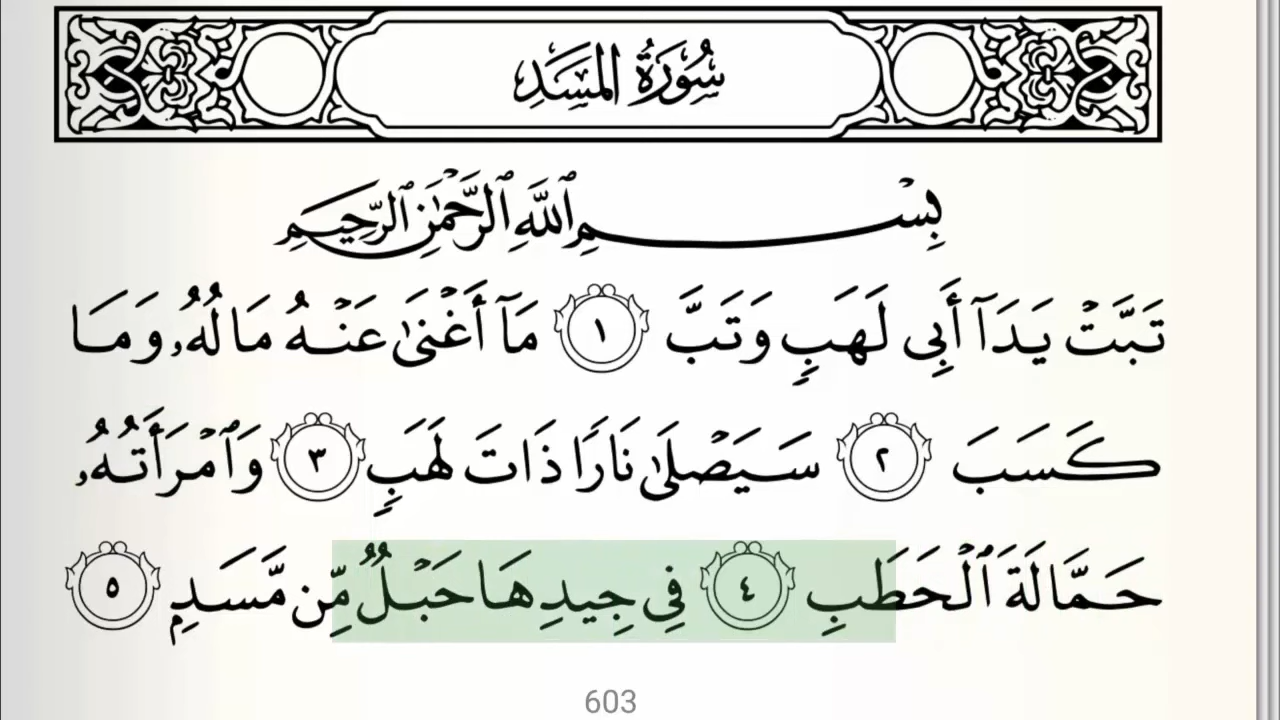 سُورَةُ المَسَدِ
بِسْمِ ٱللَّهِ ٱلرَّحْمَٰنِ ٱلرَّحِيمِ
تَبَّتْ يَدَآ أَبِى لَهَبٍ وَتَبَّ ١ مَآ أَغْنَىٰ عَنْهُ مَالُهُۥ وَمَا
كَسَبَ ٢ سَيَصْلَىٰ نَارًا ذَاتَ لَهَبٍ ٣ وَٱمْرَأَتُهُۥ
حَمَّالَةَ ٱلْحَطَبِ ٤ فِى جِيدِهَا حَبْلٌ مِّن مَّسَدٍۭ ٥
603